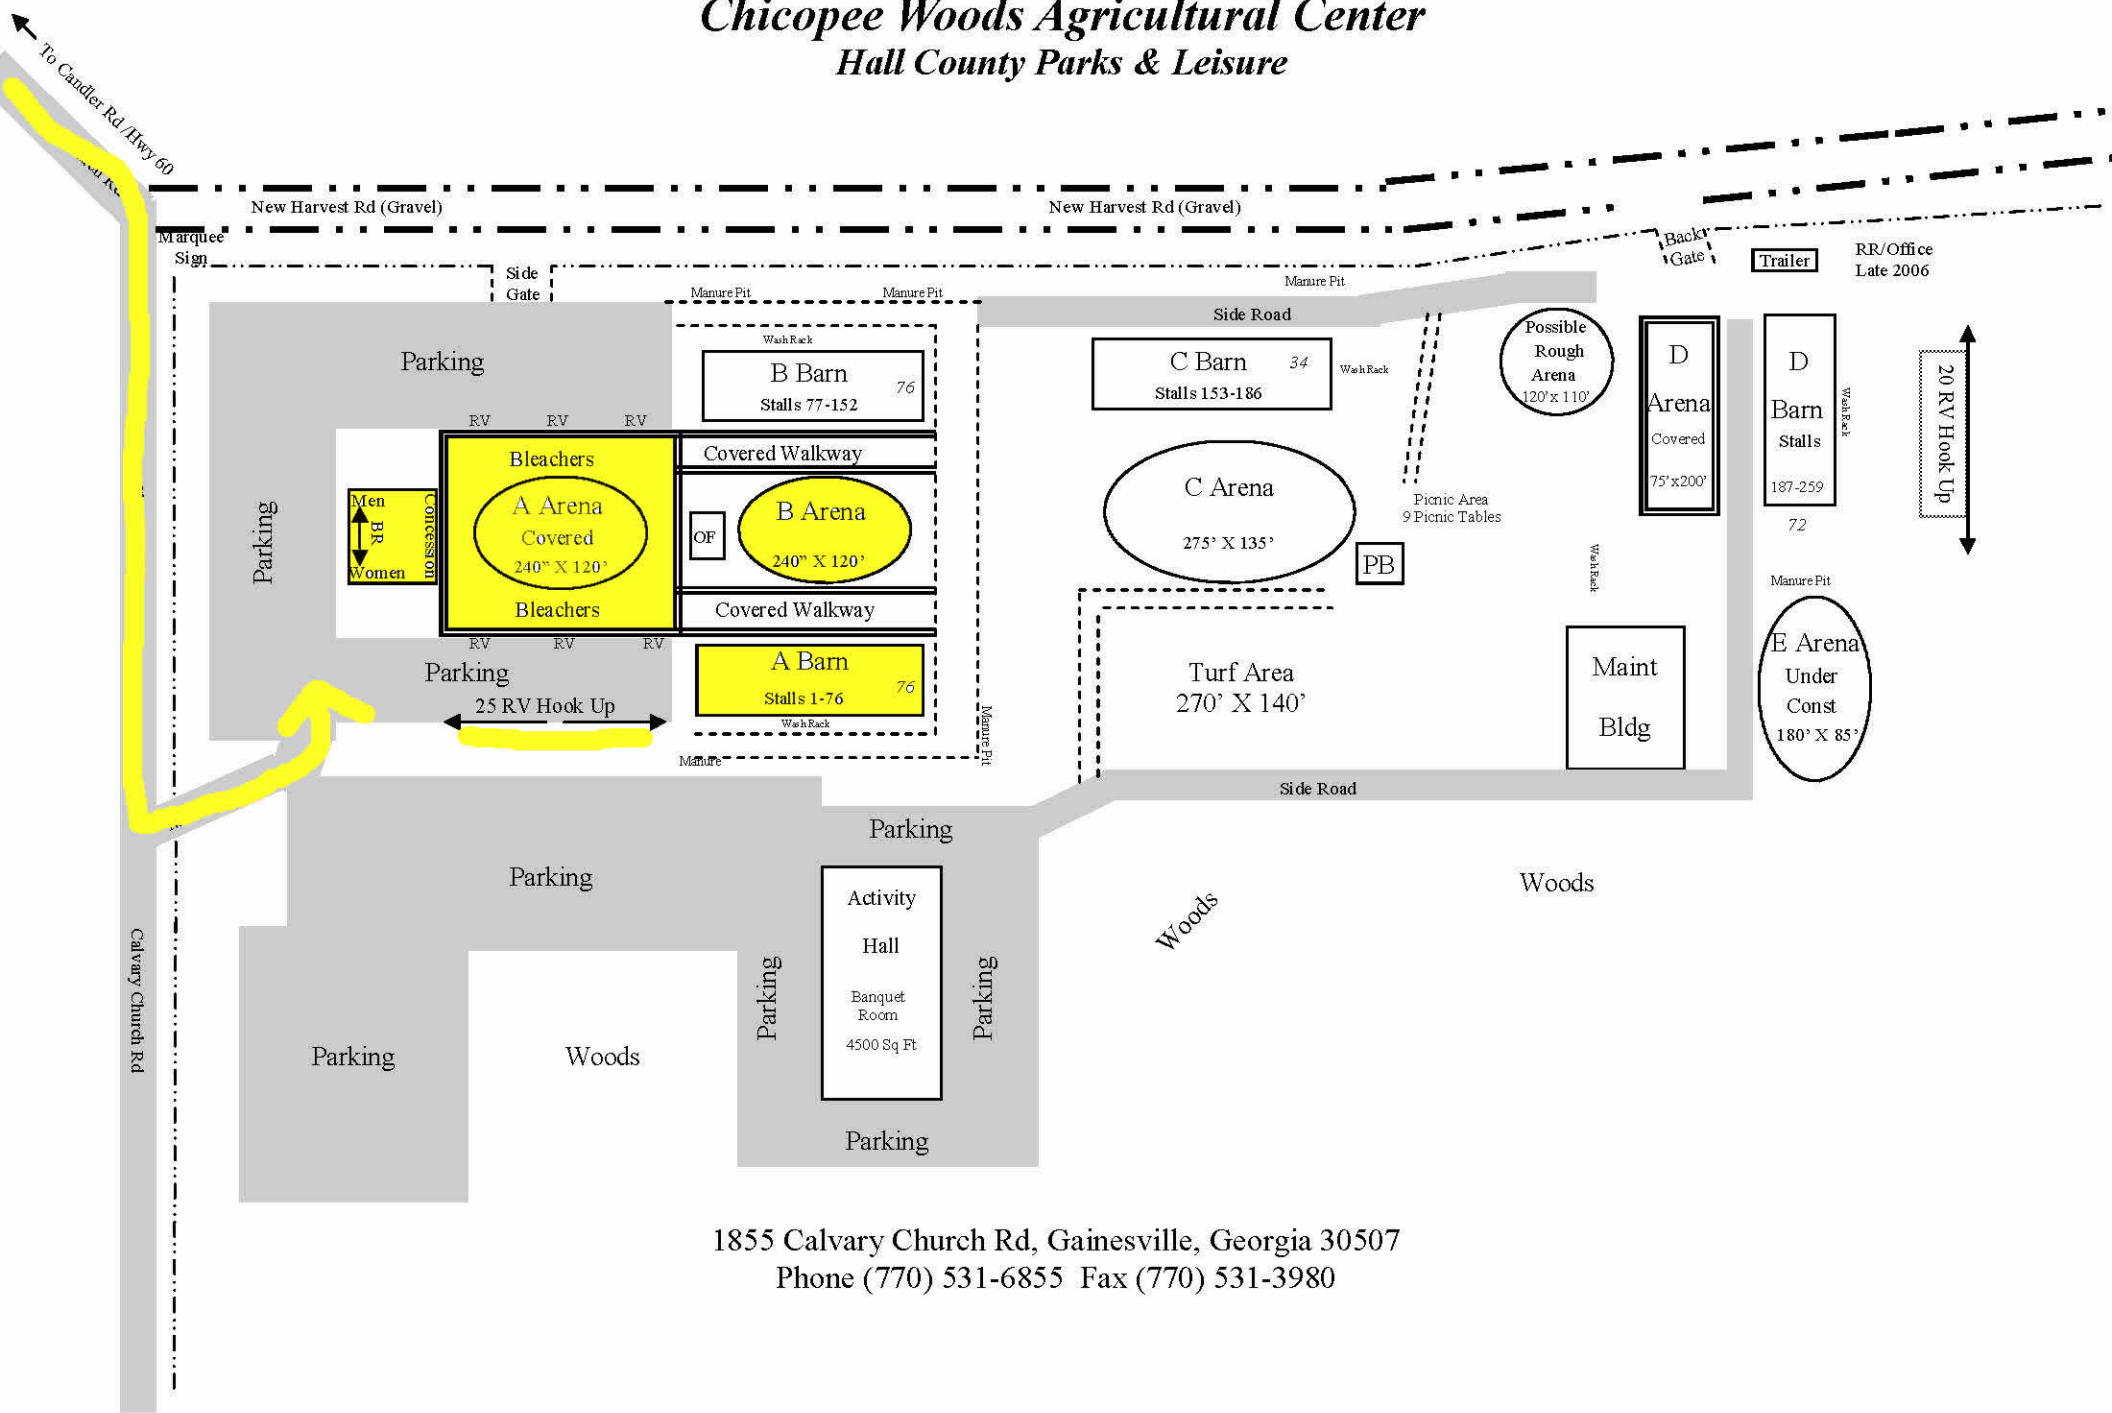 Chicopee Woods Agricultural Center
Hall County Parks & Leisure
To Candler Rd /Hwy 60
New Harvest Rd (Gravel)
New Harvest Rd (Gravel)
Marquee
Sign
Side
Gate
Back
Gate
Trailer
RR/Office
Late 2006
Manure Pit
Manure Pit
Manure Pit
Side Road
Parking
Wash Rack
B Barn
76
Stalls 77-152
C Barn
34
Stalls 153-186
Wash Rack
Possible
Rough
Arena
120' x 110'
D
Arena
Covered
75'x200'
D
Barn
Stalls
187-259
72
Wash Rack
20 RV Hook Up
RV
RV
RV
Bleachers
Covered Walkway
Parking
Men
BR
Women
Concession
A Arena
Covered
240” X 120’
Bleachers
OF
B Arena
240” X 120’
Covered Walkway
C Arena
275’ X 135’
Picnic Area
9 Picnic Tables
PB
Wash Rack
Manure Pit
RV
RV
RV
Parking
25 RV Hook Up
A Barn
76
Stalls 1-76
Wash Rack
Manure
Manure Pit
Turf Area
270’ X 140’
Maint
Bldg
E Arena
Under
Const
180’ X 85’
Side Road
Parking
Parking
Activity
Hall
Banquet
Room
4500 Sq Ft
Parking
Parking
Parking
Parking
Woods
Woods
Woods
Calvary Church Rd
1855 Calvary Church Rd, Gainesville, Georgia 30507
Phone (770) 531-6855 Fax (770) 531-3980